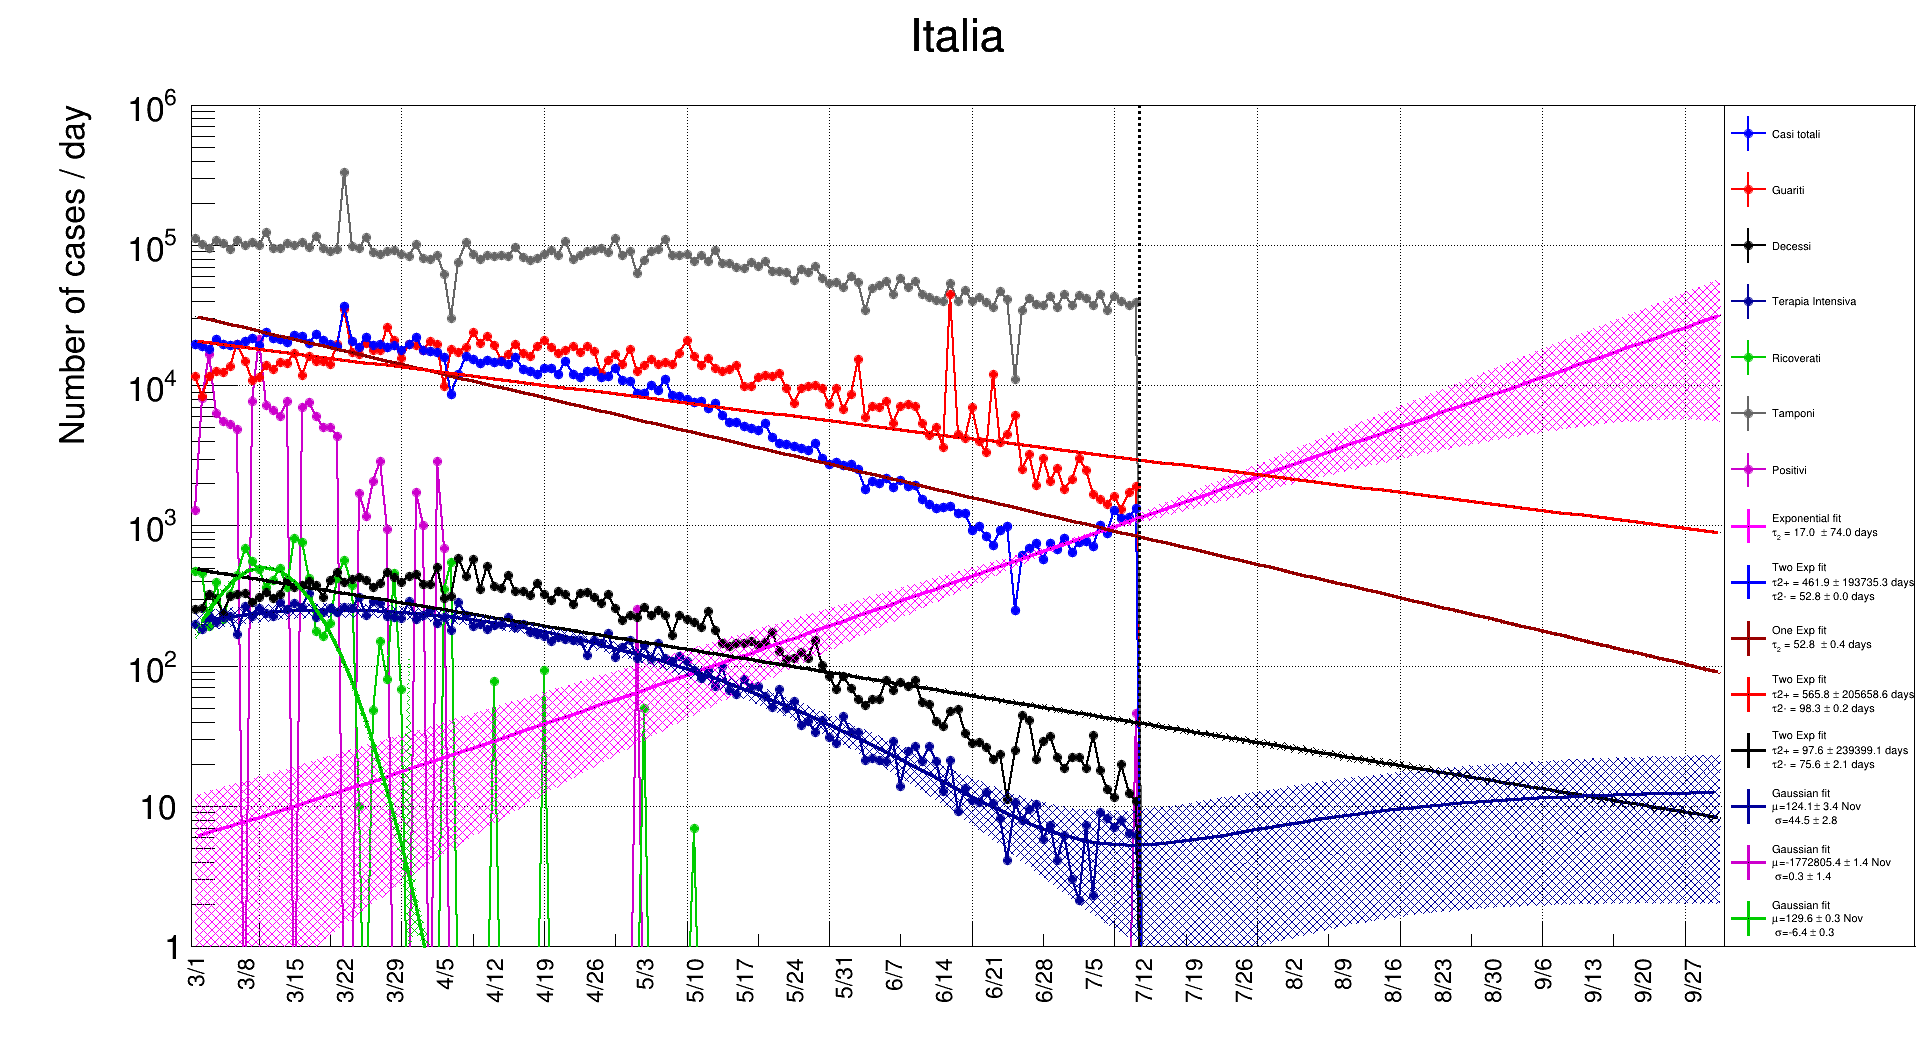 Italia
Number of cases / day
10^6
10^5
10^4
10^3
10^2
10
1
3/1
3/8
3/15
3/22
3/29
4/5
4/12
4/19
4/26
5/3
5/10
5/17
5/24
5/31
6/7
6/14
6/21
6/28
7/5
7/12
7/19
7/26
8/2
8/9
8/16
8/23
8/30
9/6
9/13
9/20
9/27
Casi totali
Guariti
Decessi
Terapia Intensiva
Ricoverati
Tamponi
Positivi
Exponential fit
τ₂ = 17.0 ± 74.0 days
Two Exp fit
τ2+ = 461.9 ± 193735.3 days
τ2- = 52.8 ± 0.0 days
One Exp fit
τ₂ = 52.8 ± 0.4 days
Two Exp fit
τ2+ = 565.8 ± 205658.6 days
τ2- = 98.3 ± 0.2 days
Two Exp fit
τ2+ = 97.6 ± 239399.1 days
τ2- = 75.6 ± 2.1 days
Gaussian fit
μ=124.1± 3.4 Nov
σ=44.5 ± 2.8
Gaussian fit
μ=-1772805.4 ± 1.4 Nov
σ=0.3 ± 1.4
Gaussian fit
μ=129.6 ± 0.3 Nov
σ=-6.4 ± 0.3